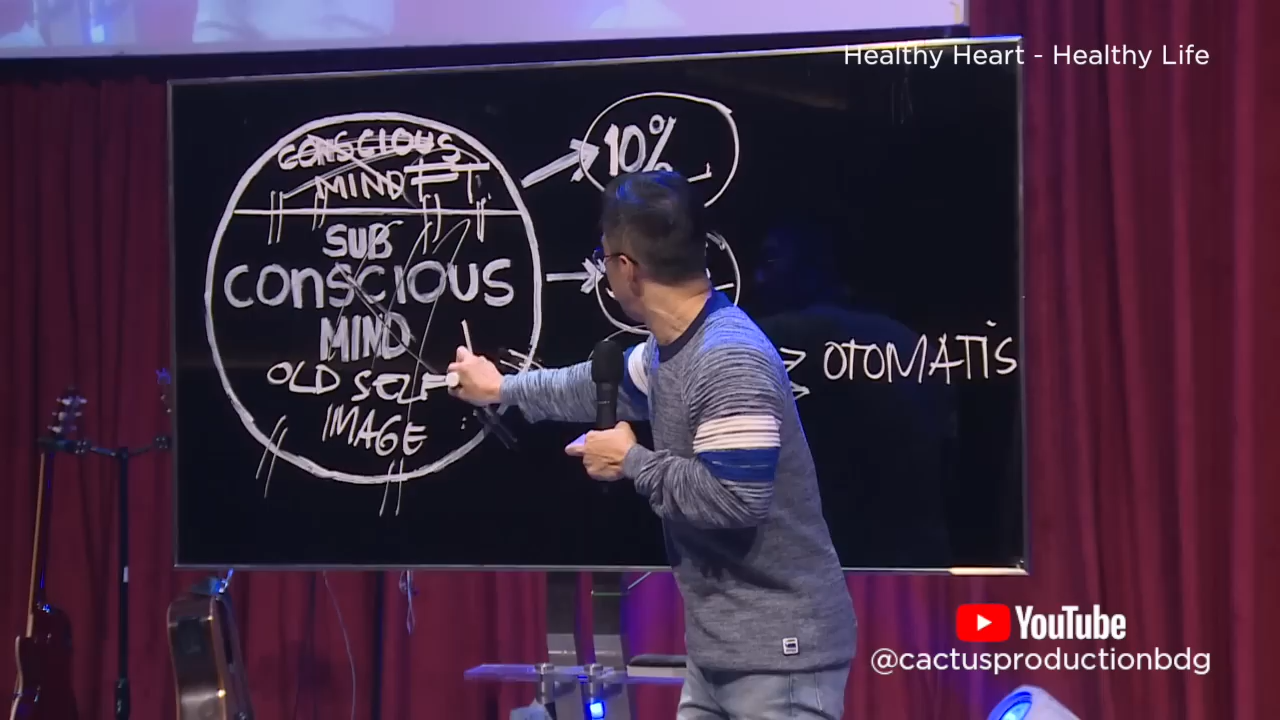 Healthy Heart - Healthy Life
CONSCIOUS
MIND
10%
SUB
CONSCIOUS
MIND
OLD SELF
IMAGE
OTOMATIS
YouTube
@cactusproductionbdg